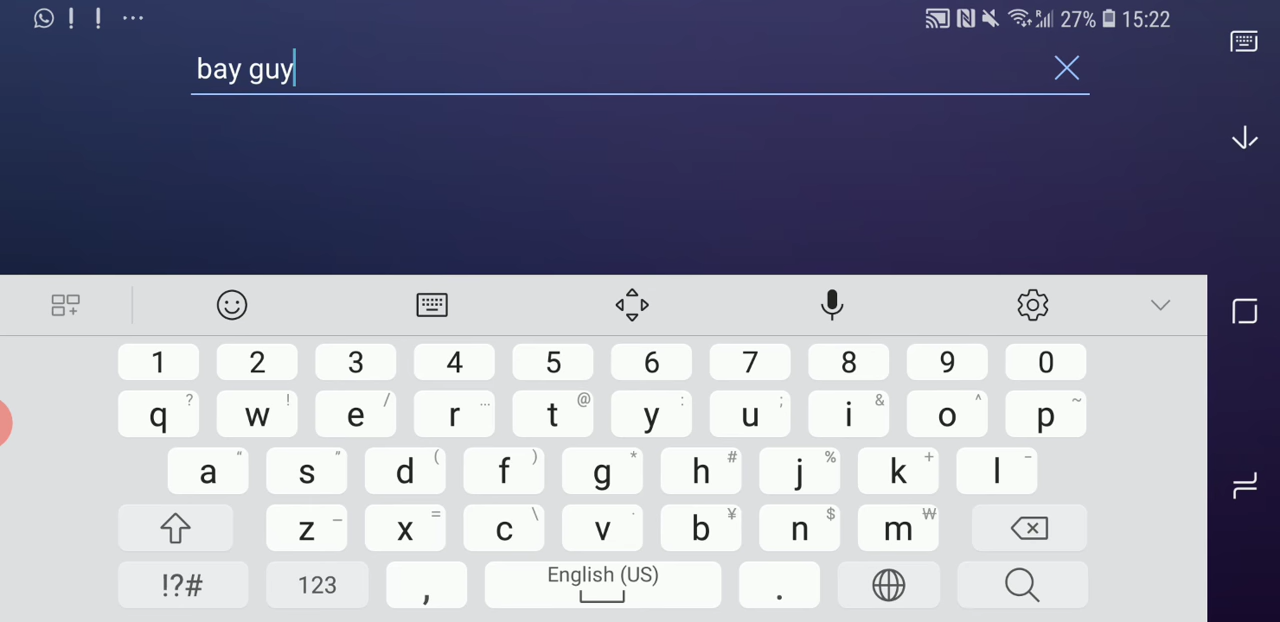 27% 15:22
bay guy
1 2 3 4 5 6 7 8 9 0
q ? w ! e / r ... t @ y : u ; i & o ^ p ~
a " s " d ( f ) g * h # j % k + l -
z _ x = c \ v · b ¥ n $ m ₩
!?# 123 , English (US) .